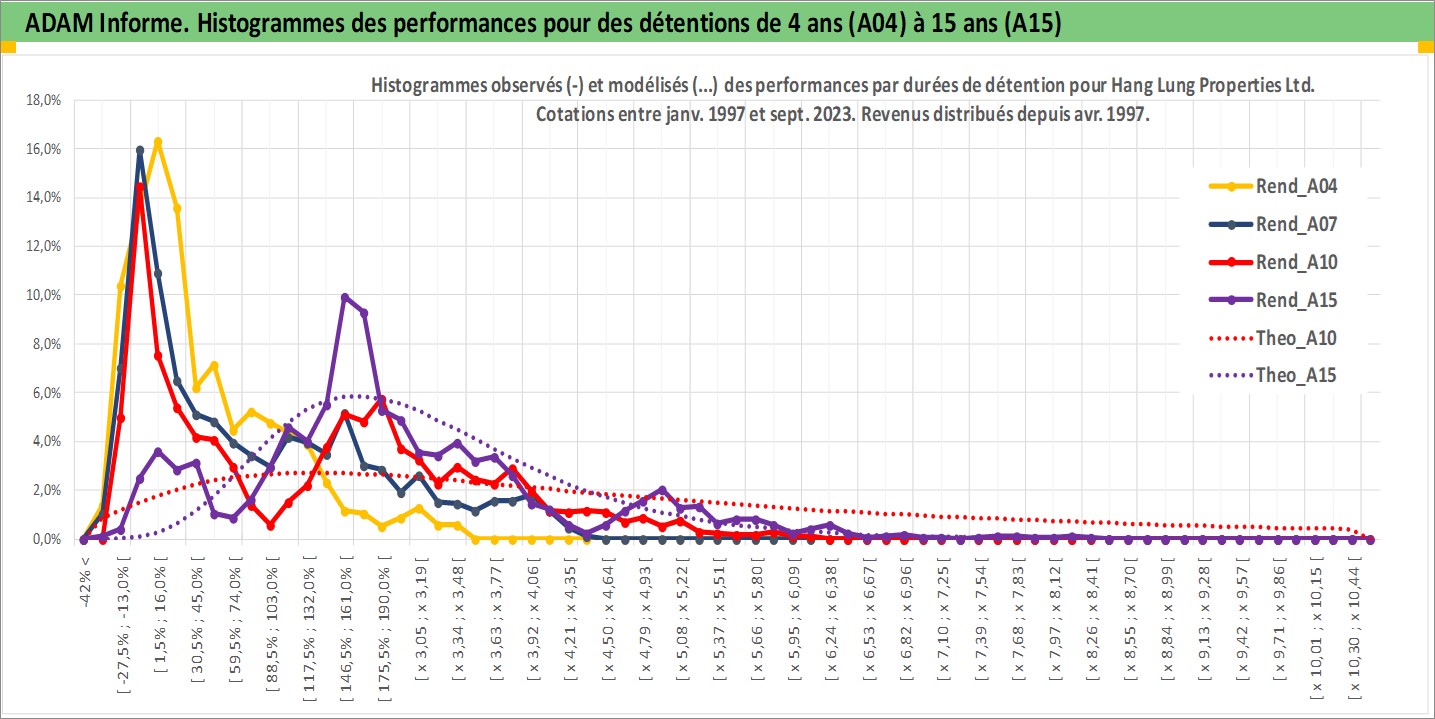 ADAM Informe. Histogrammes des performances pour des détentions de 4 ans (A04) à 15 ans (A15)
Histogrammes observés (-) et modélisés (...) des performances par durées de détention pour Hang Lung Properties Ltd.
Cotations entre janv. 1997 et sept. 2023. Revenus distribués depuis avr. 1997.
18,0%
16,0%
14,0%
12,0%
10,0%
8,0%
6,0%
4,0%
2,0%
0,0%
Rend_A04
Rend_A07
Rend_A10
Rend_A15
Theo_A10
Theo_A15
-42% <
[ -27,5% ; -13,0% [
[ 1,5% ; 16,0% [
[ 30,5% ; 45,0% [
[ 59,5% ; 74,0% [
[ 88,5% ; 103,0% [
[ 117,5% ; 132,0% [
[ 146,5% ; 161,0% [
[ 175,5% ; 190,0% [
[ x 3,05 ; x 3,19 [
[ x 3,34 ; x 3,48 [
[ x 3,63 ; x 3,77 [
[ x 3,92 ; x 4,06 [
[ x 4,21 ; x 4,35 [
[ x 4,50 ; x 4,64 [
[ x 4,79 ; x 4,93 [
[ x 5,08 ; x 5,22 [
[ x 5,37 ; x 5,51 [
[ x 5,66 ; x 5,80 [
[ x 5,95 ; x 6,09 [
[ x 6,24 ; x 6,38 [
[ x 6,53 ; x 6,67 [
[ x 6,82 ; x 6,96 [
[ x 7,10 ; x 7,25 [
[ x 7,39 ; x 7,54 [
[ x 7,68 ; x 7,83 [
[ x 7,97 ; x 8,12 [
[ x 8,26 ; x 8,41 [
[ x 8,55 ; x 8,70 [
[ x 8,84 ; x 8,99 [
[ x 9,13 ; x 9,28 [
[ x 9,42 ; x 9,57 [
[ x 9,71 ; x 9,86 [
[ x 10,01 ; x 10,15 [
[ x 10,30 ; x 10,44 [